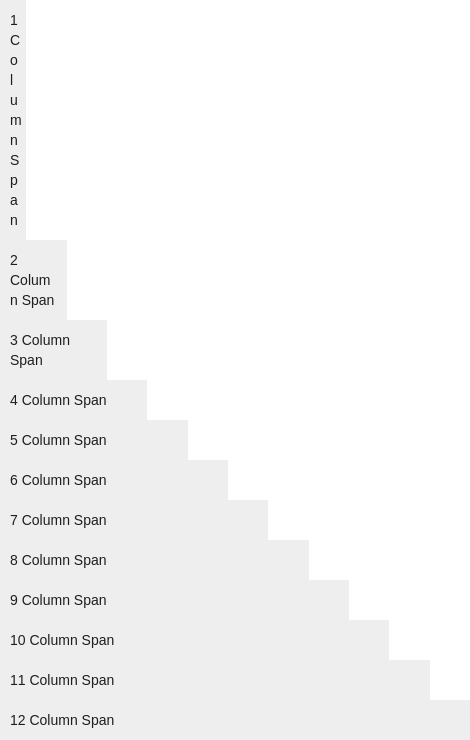 1
C
o
l
u
m
n
S
p
a
n
2
Colum
n Span
3 Column
Span
4 Column Span
5 Column Span
6 Column Span
7 Column Span
8 Column Span
9 Column Span
10 Column Span
11 Column Span
12 Column Span